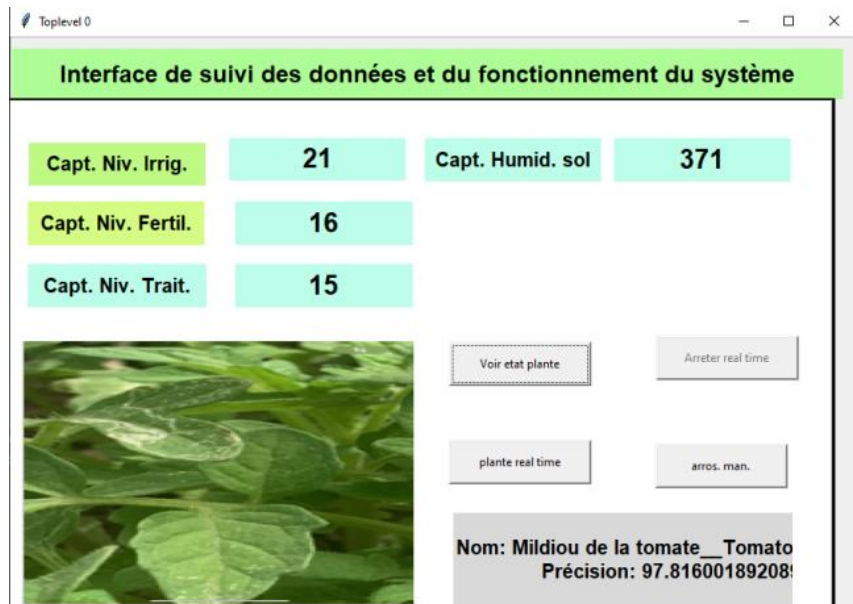 Toplevel 0
Interface de suivi des données et du fonctionnement du système
Capt. Niv. Irrig. 21 Capt. Humid. sol 371
Capt. Niv. Fertil. 16
Capt. Niv. Trait. 15
Voir etat plante Arreter real time
plante real time arros. man.
Nom: Mildiou de la tomate__Tomato
Précision: 97.816001892089